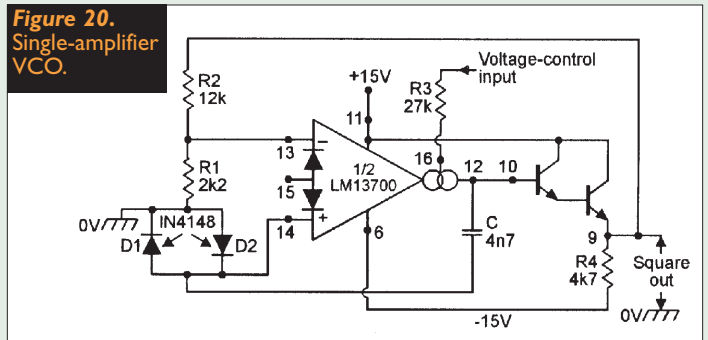 Figure 20.
Single-amplifier
VCO.
R2
12k
+15V
R3
27k
Voltage-control
input
11
13
−
16
12
10
R1
2k2
15
1/2
LM13700
0V
IN4148
+
14
6
C
4n7
9
D1
D2
R4
4k7
Square
out
-15V
0V